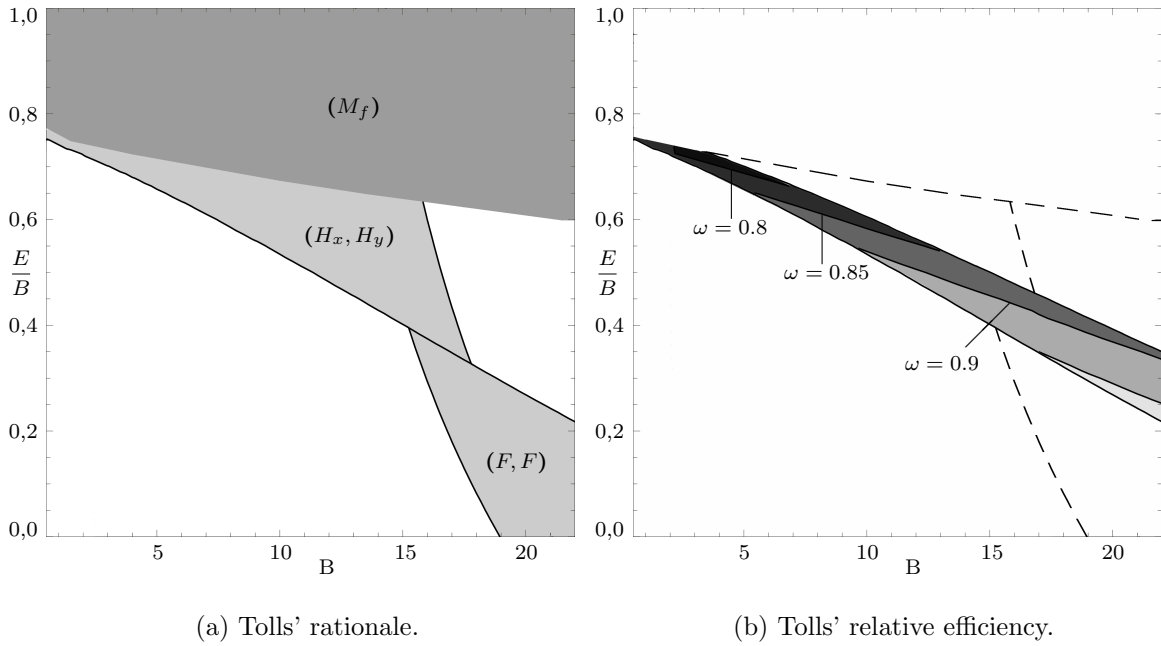 1,0
0,8
0,6
E
B
0,4
0,2
0,0
5
10
15
20
B
(M_f)
(H_x, H_y)
(F, F)
(a) Tolls' rationale.
1,0
0,8
0,6
E
B
0,4
0,2
0,0
5
10
15
20
B
ω = 0.8
ω = 0.85
ω = 0.9
(b) Tolls' relative efficiency.